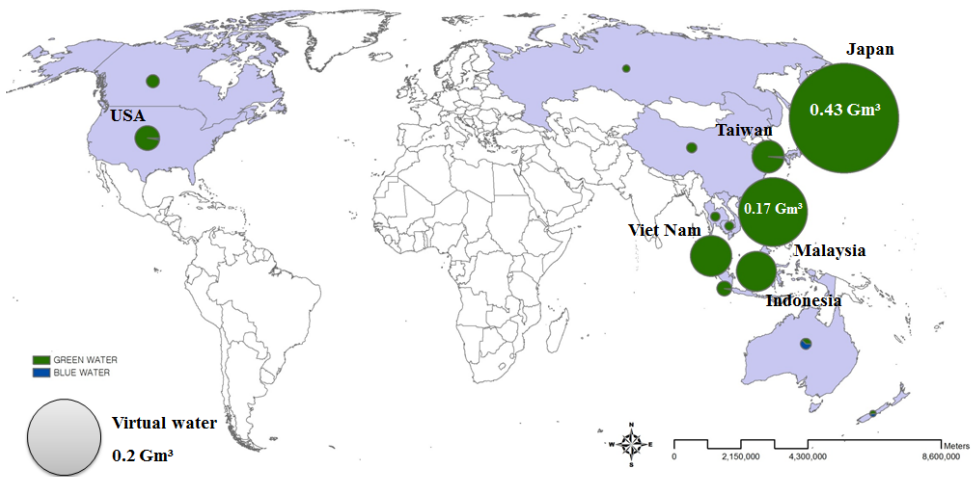 Japan
USA
0.43 Gm³
Taiwan
0.17 Gm³
Viet Nam
Malaysia
Indonesia
GREEN WATER
BLUE WATER
Virtual water
0.2 Gm³
N
W E
S
Meters
0 2,150,000 4,300,000 8,600,000